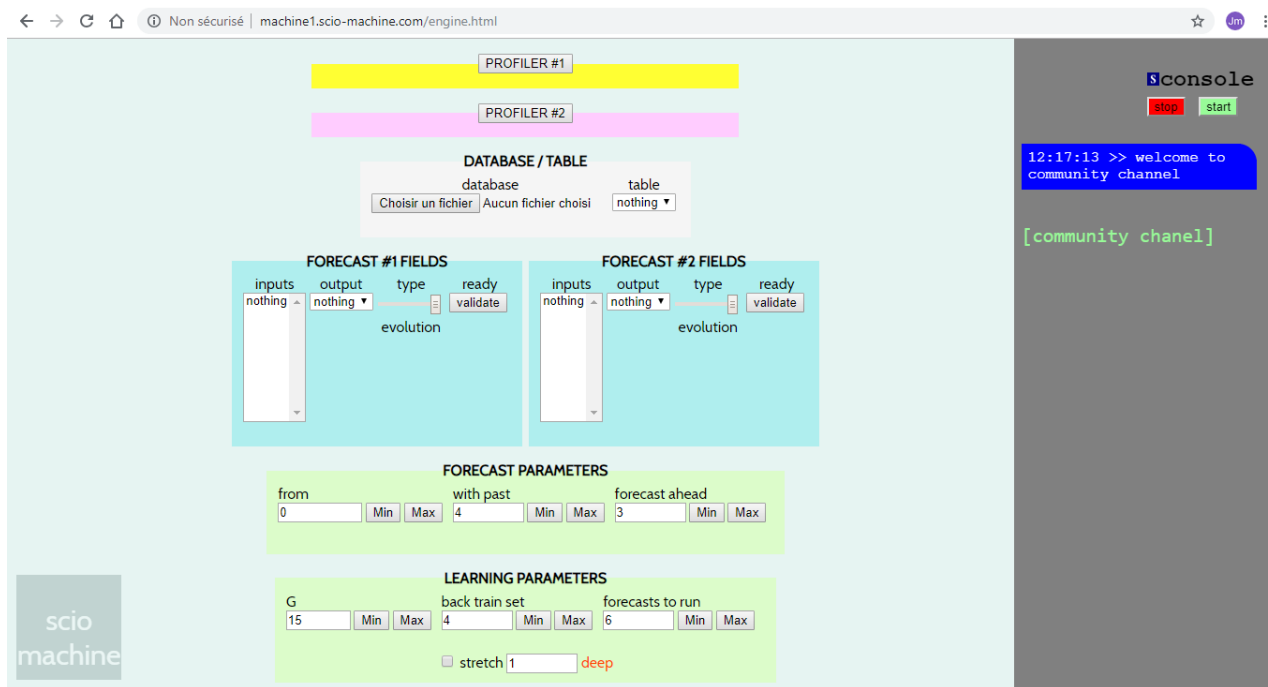 Non sécurisé | machine1.scio-machine.com/engine.html
Jm
PROFILER #1
PROFILER #2
DATABASE / TABLE
database table
Choisir un fichier Aucun fichier choisi nothing
FORECAST #1 FIELDS
inputs output type ready
nothing nothing validate
evolution
FORECAST #2 FIELDS
inputs output type ready
nothing nothing validate
evolution
FORECAST PARAMETERS
from with past forecast ahead
0 Min Max 4 Min Max 3 Min Max
LEARNING PARAMETERS
G back train set forecasts to run
15 Min Max 4 Min Max 6 Min Max
stretch 1 deep
scio
machine
s console
stop start
12:17:13 >> welcome to
community channel
[community chanel]